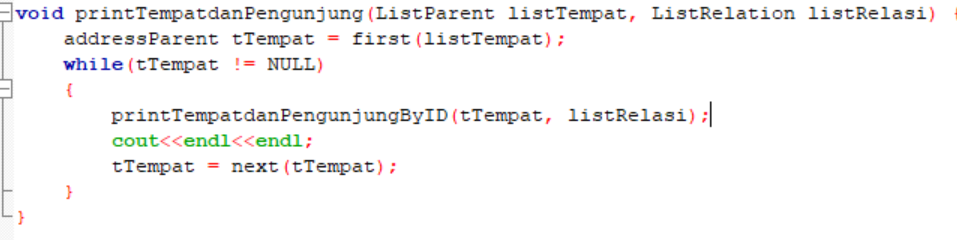 void printTempatdanPengunjung(ListParent listTempat, ListRelation listRelasi) {
addressParent tTempat = first(listTempat);
while(tTempat != NULL)
{
printTempatdanPengunjungByID(tTempat, listRelasi);
cout<<endl<<endl;
tTempat = next(tTempat);
}
}